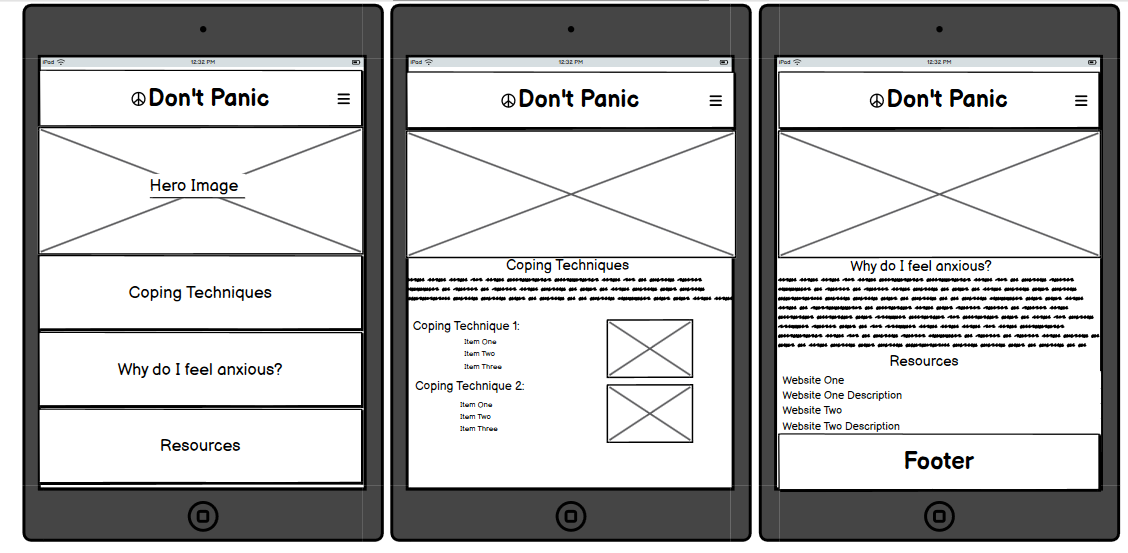 iPad 12:32 PM
☮Don't Panic
Hero Image
Coping Techniques
Why do I feel anxious?
Resources
iPad 12:32 PM
☮Don't Panic
Coping Techniques
Coping Technique 1:
Item One
Item Two
Item Three
Coping Technique 2:
Item One
Item Two
Item Three
iPad 12:32 PM
☮Don't Panic
Why do I feel anxious?
Resources
Website One
Website One Description
Website Two
Website Two Description
Footer